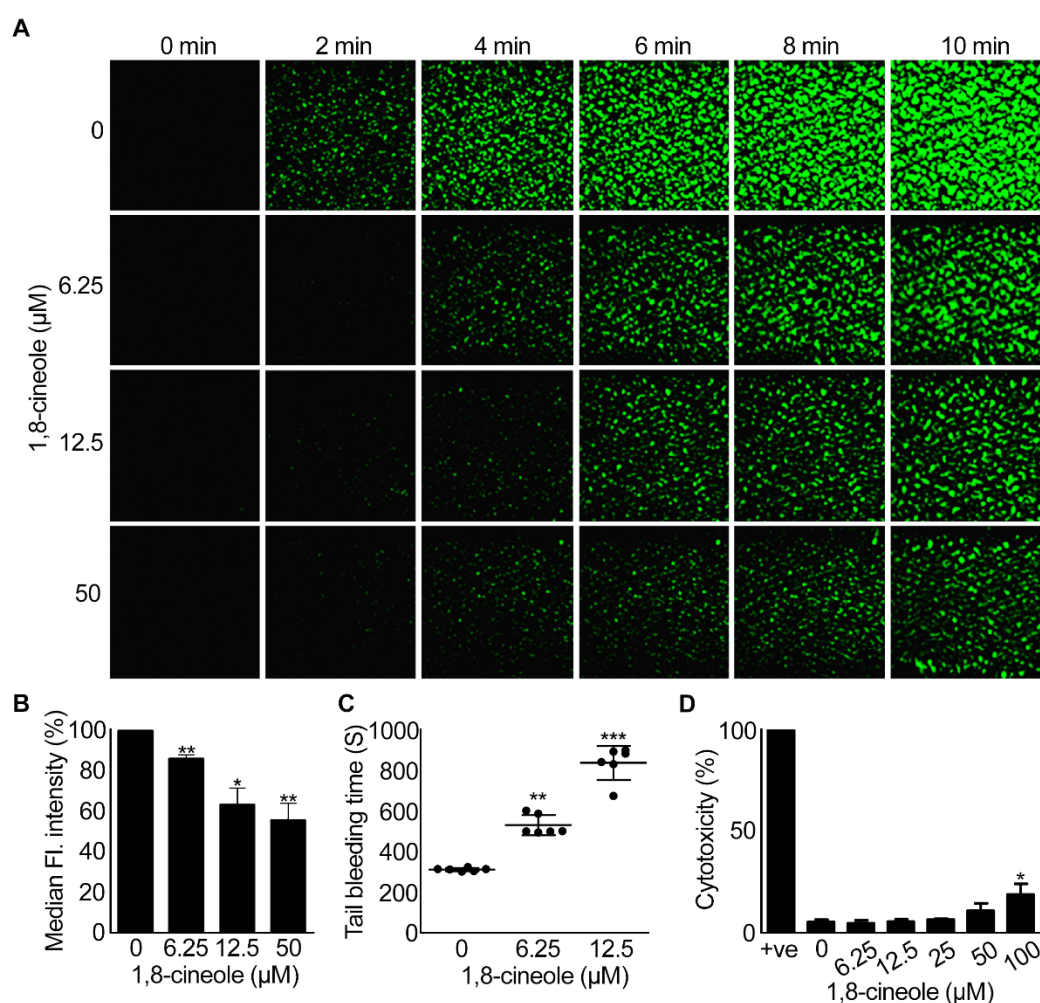 A
0 min 2 min 4 min 6 min 8 min 10 min
1,8-cineole (µM)
0
6.25
12.5
50
B
Median Fl. intensity (%)
100
80
60
40
20
0
** * **
0 6.25 12.5 50
1,8-cineole (µM)
C
Tail bleeding time (S)
1000
800
600
400
200
0
** ***
0 6.25 12.5
1,8-cineole (µM)
D
Cytotoxicity (%)
100
50
0
*
+ve 0 6.25 12.5 25 50 100
1,8-cineole (µM)